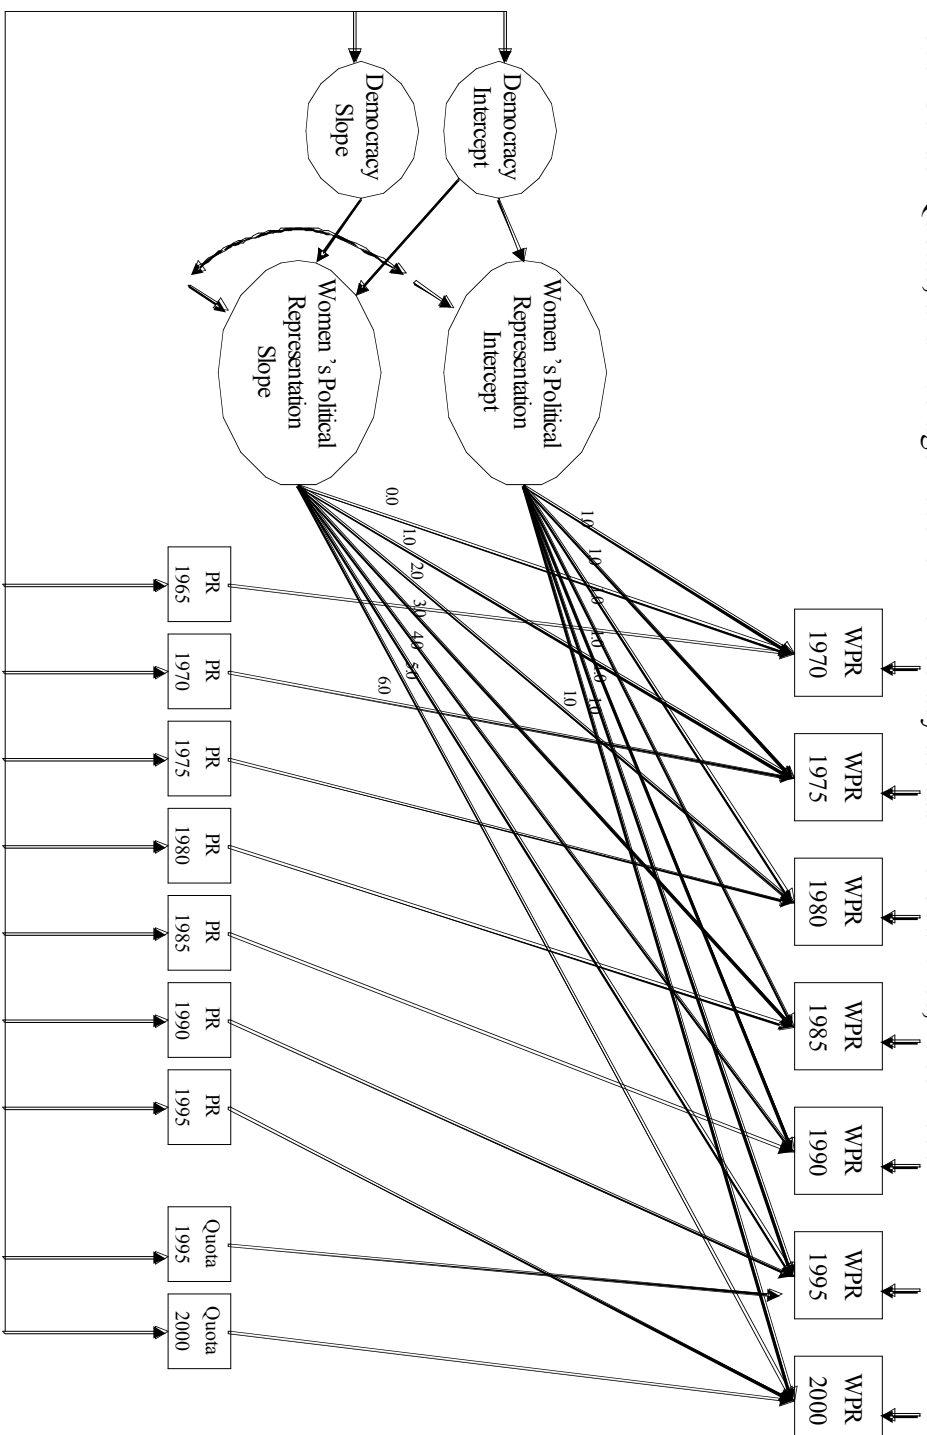 Democracy
Intercept
Democracy
Slope
Women 's Political
Representation
Intercept
Women 's Political
Representation
Slope
1.0
1.0
1.0
1.0
1.0
1.0
0.0
1.0
2.0
3.0
4.0
5.0
6.0
WPR
1970
WPR
1975
WPR
1980
WPR
1985
WPR
1990
WPR
1995
WPR
2000
PR
1965
PR
1970
PR
1975
PR
1980
PR
1985
PR
1990
PR
1995
Quota
1995
Quota
2000